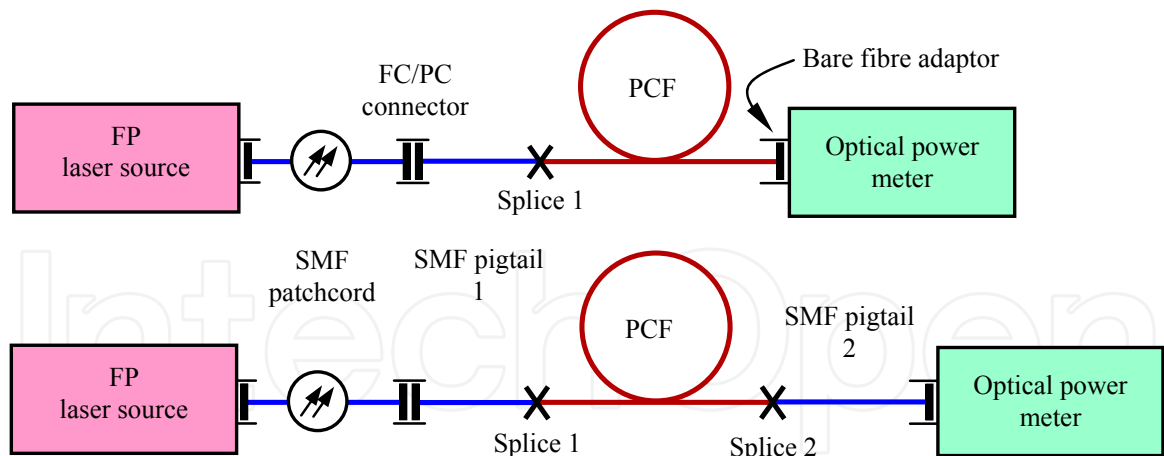 FP
laser source
FC/PC
connector
PCF
Bare fibre adaptor
Optical power
meter
Splice 1
SMF
patchcord
SMF pigtail
1
PCF
SMF pigtail
2
FP
laser source
Optical power
meter
Splice 1
Splice 2
IntechOpen